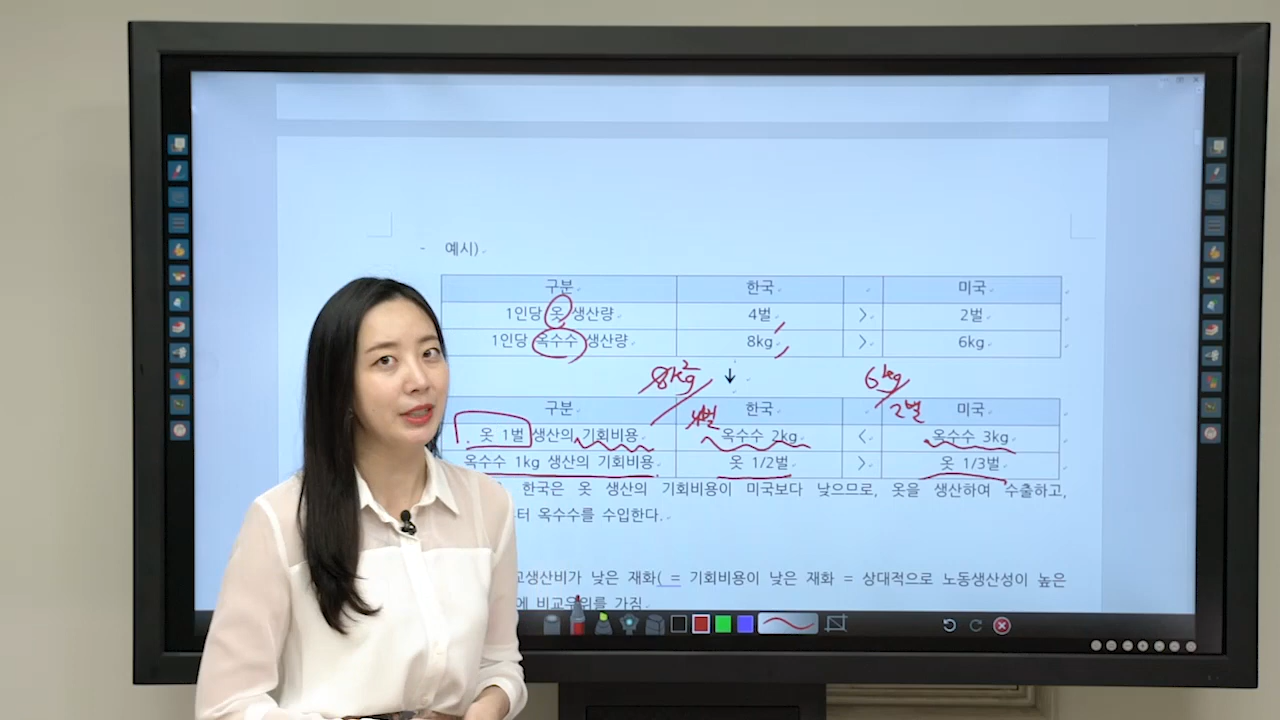 - 예시)
구분 한국 미국
1인당 옷 생산량 4벌 > 2벌
1인당 옥수수 생산량 8kg > 6kg
8kg 2 ↓ 6kg
4벌 2벌
구분 한국 미국
옷 1벌 생산의 기회비용 옥수수 2kg < 옥수수 3kg
옥수수 1kg 생산의 기회비용 옷 1/2벌 > 옷 1/3벌
한국은 옷 생산의 기회비용이 미국보다 낮으므로, 옷을 생산하여 수출하고,
터 옥수수를 수입한다.
교생산비가 낮은 재화( = 기회비용이 낮은 재화 = 상대적으로 노동생산성이 높은
에 비교우위를 가짐